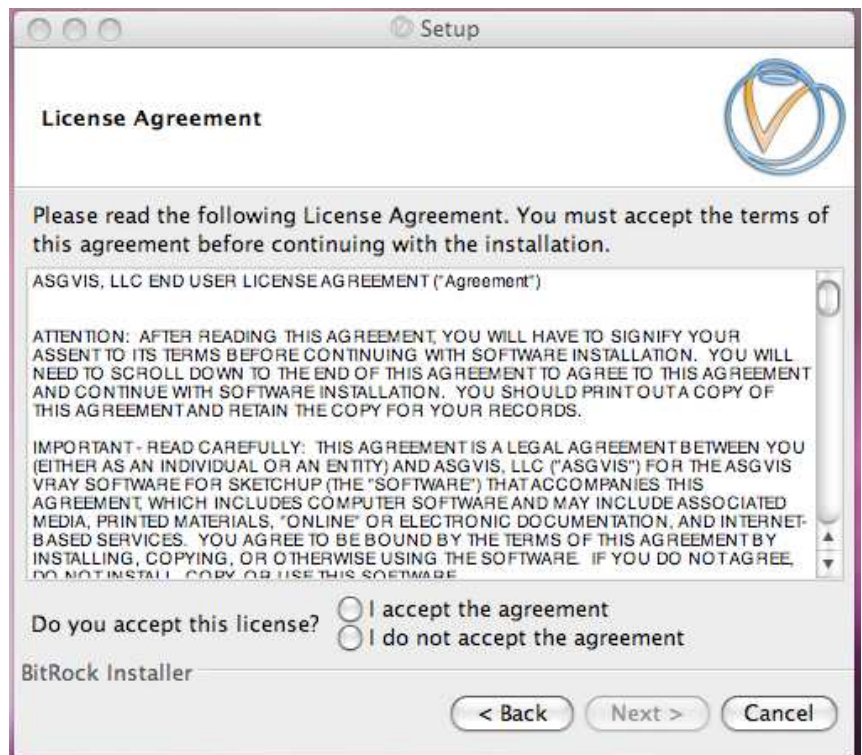 Setup
License Agreement
Please read the following License Agreement. You must accept the terms of
this agreement before continuing with the installation.
ASGVIS, LLC END USER LICENSE AGREEMENT ("Agreement")
ATTENTION: AFTER READING THIS AGREEMENT, YOU WILL HAVE TO SIGNIFY YOUR
ASSENT TO ITS TERMS BEFORE CONTINUING WITH SOFTWARE INSTALLATION. YOU WILL
NEED TO SCROLL DOWN TO THE END OF THIS AGREEMENT TO AGREE TO THIS AGREEMENT
AND CONTINUE WITH SOFTWARE INSTALLATION. YOU SHOULD PRINT OUT A COPY OF
THIS AGREEMENT AND RETAIN THE COPY FOR YOUR RECORDS.
IMPORTANT - READ CAREFULLY: THIS AGREEMENT IS A LEGAL AGREEMENT BETWEEN YOU
(EITHER AS AN INDIVIDUAL OR AN ENTITY) AND ASGVIS, LLC ("ASGVIS") FOR THE ASGVIS
VRAY SOFTWARE FOR SKETCHUP (THE "SOFTWARE") THAT ACCOMPANIES THIS
AGREEMENT, WHICH INCLUDES COMPUTER SOFTWARE AND MAY INCLUDE ASSOCIATED
MEDIA, PRINTED MATERIALS, "ONLINE" OR ELECTRONIC DOCUMENTATION, AND INTERNET-
BASED SERVICES. YOU AGREE TO BE BOUND BY THE TERMS OF THIS AGREEMENT BY
INSTALLING, COPYING, OR OTHERWISE USING THE SOFTWARE. IF YOU DO NOT AGREE,
DO NOT INSTALL, COPY, OR USE THIS SOFTWARE
Do you accept this license?
I accept the agreement
I do not accept the agreement
BitRock Installer
< Back
Next >
Cancel